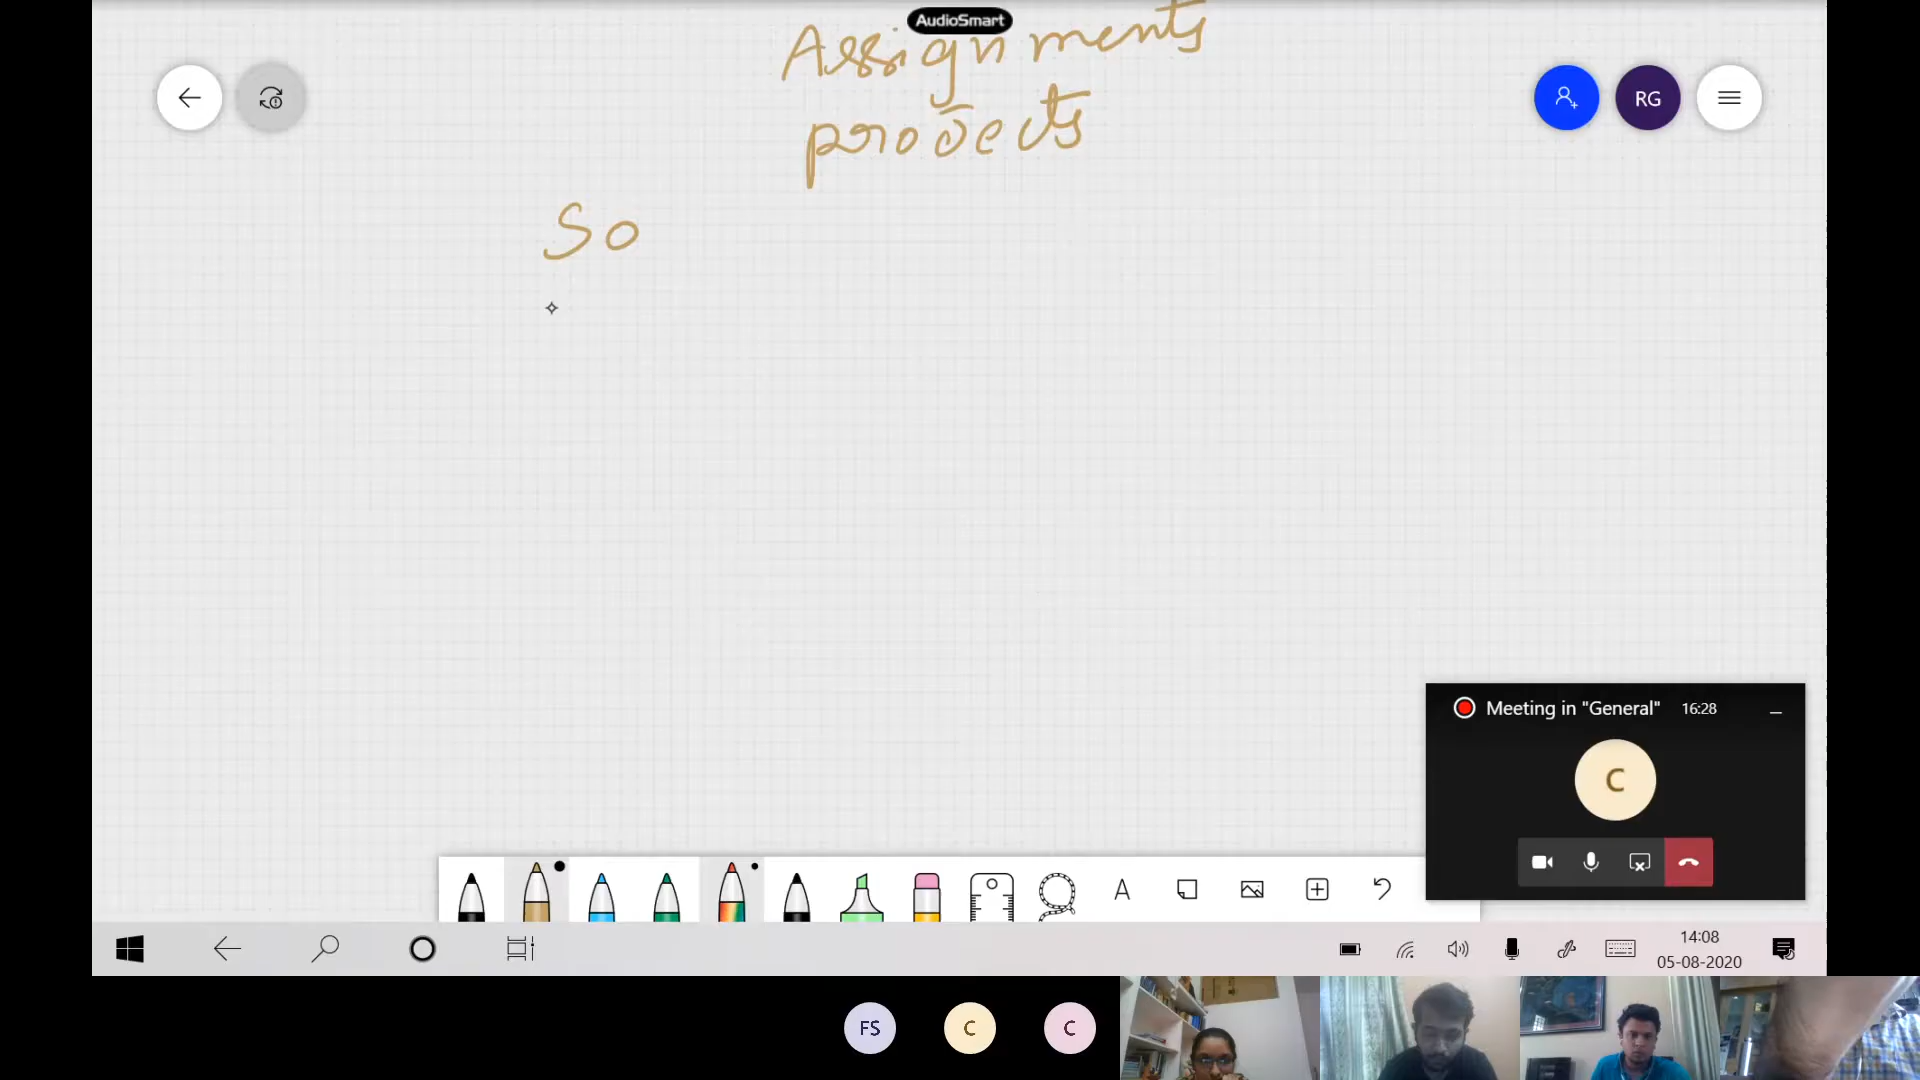 AudioSmart
Assignments
projects
So
RG
Meeting in "General" 16:28
C
A
14:08
05-08-2020
FS
C
C